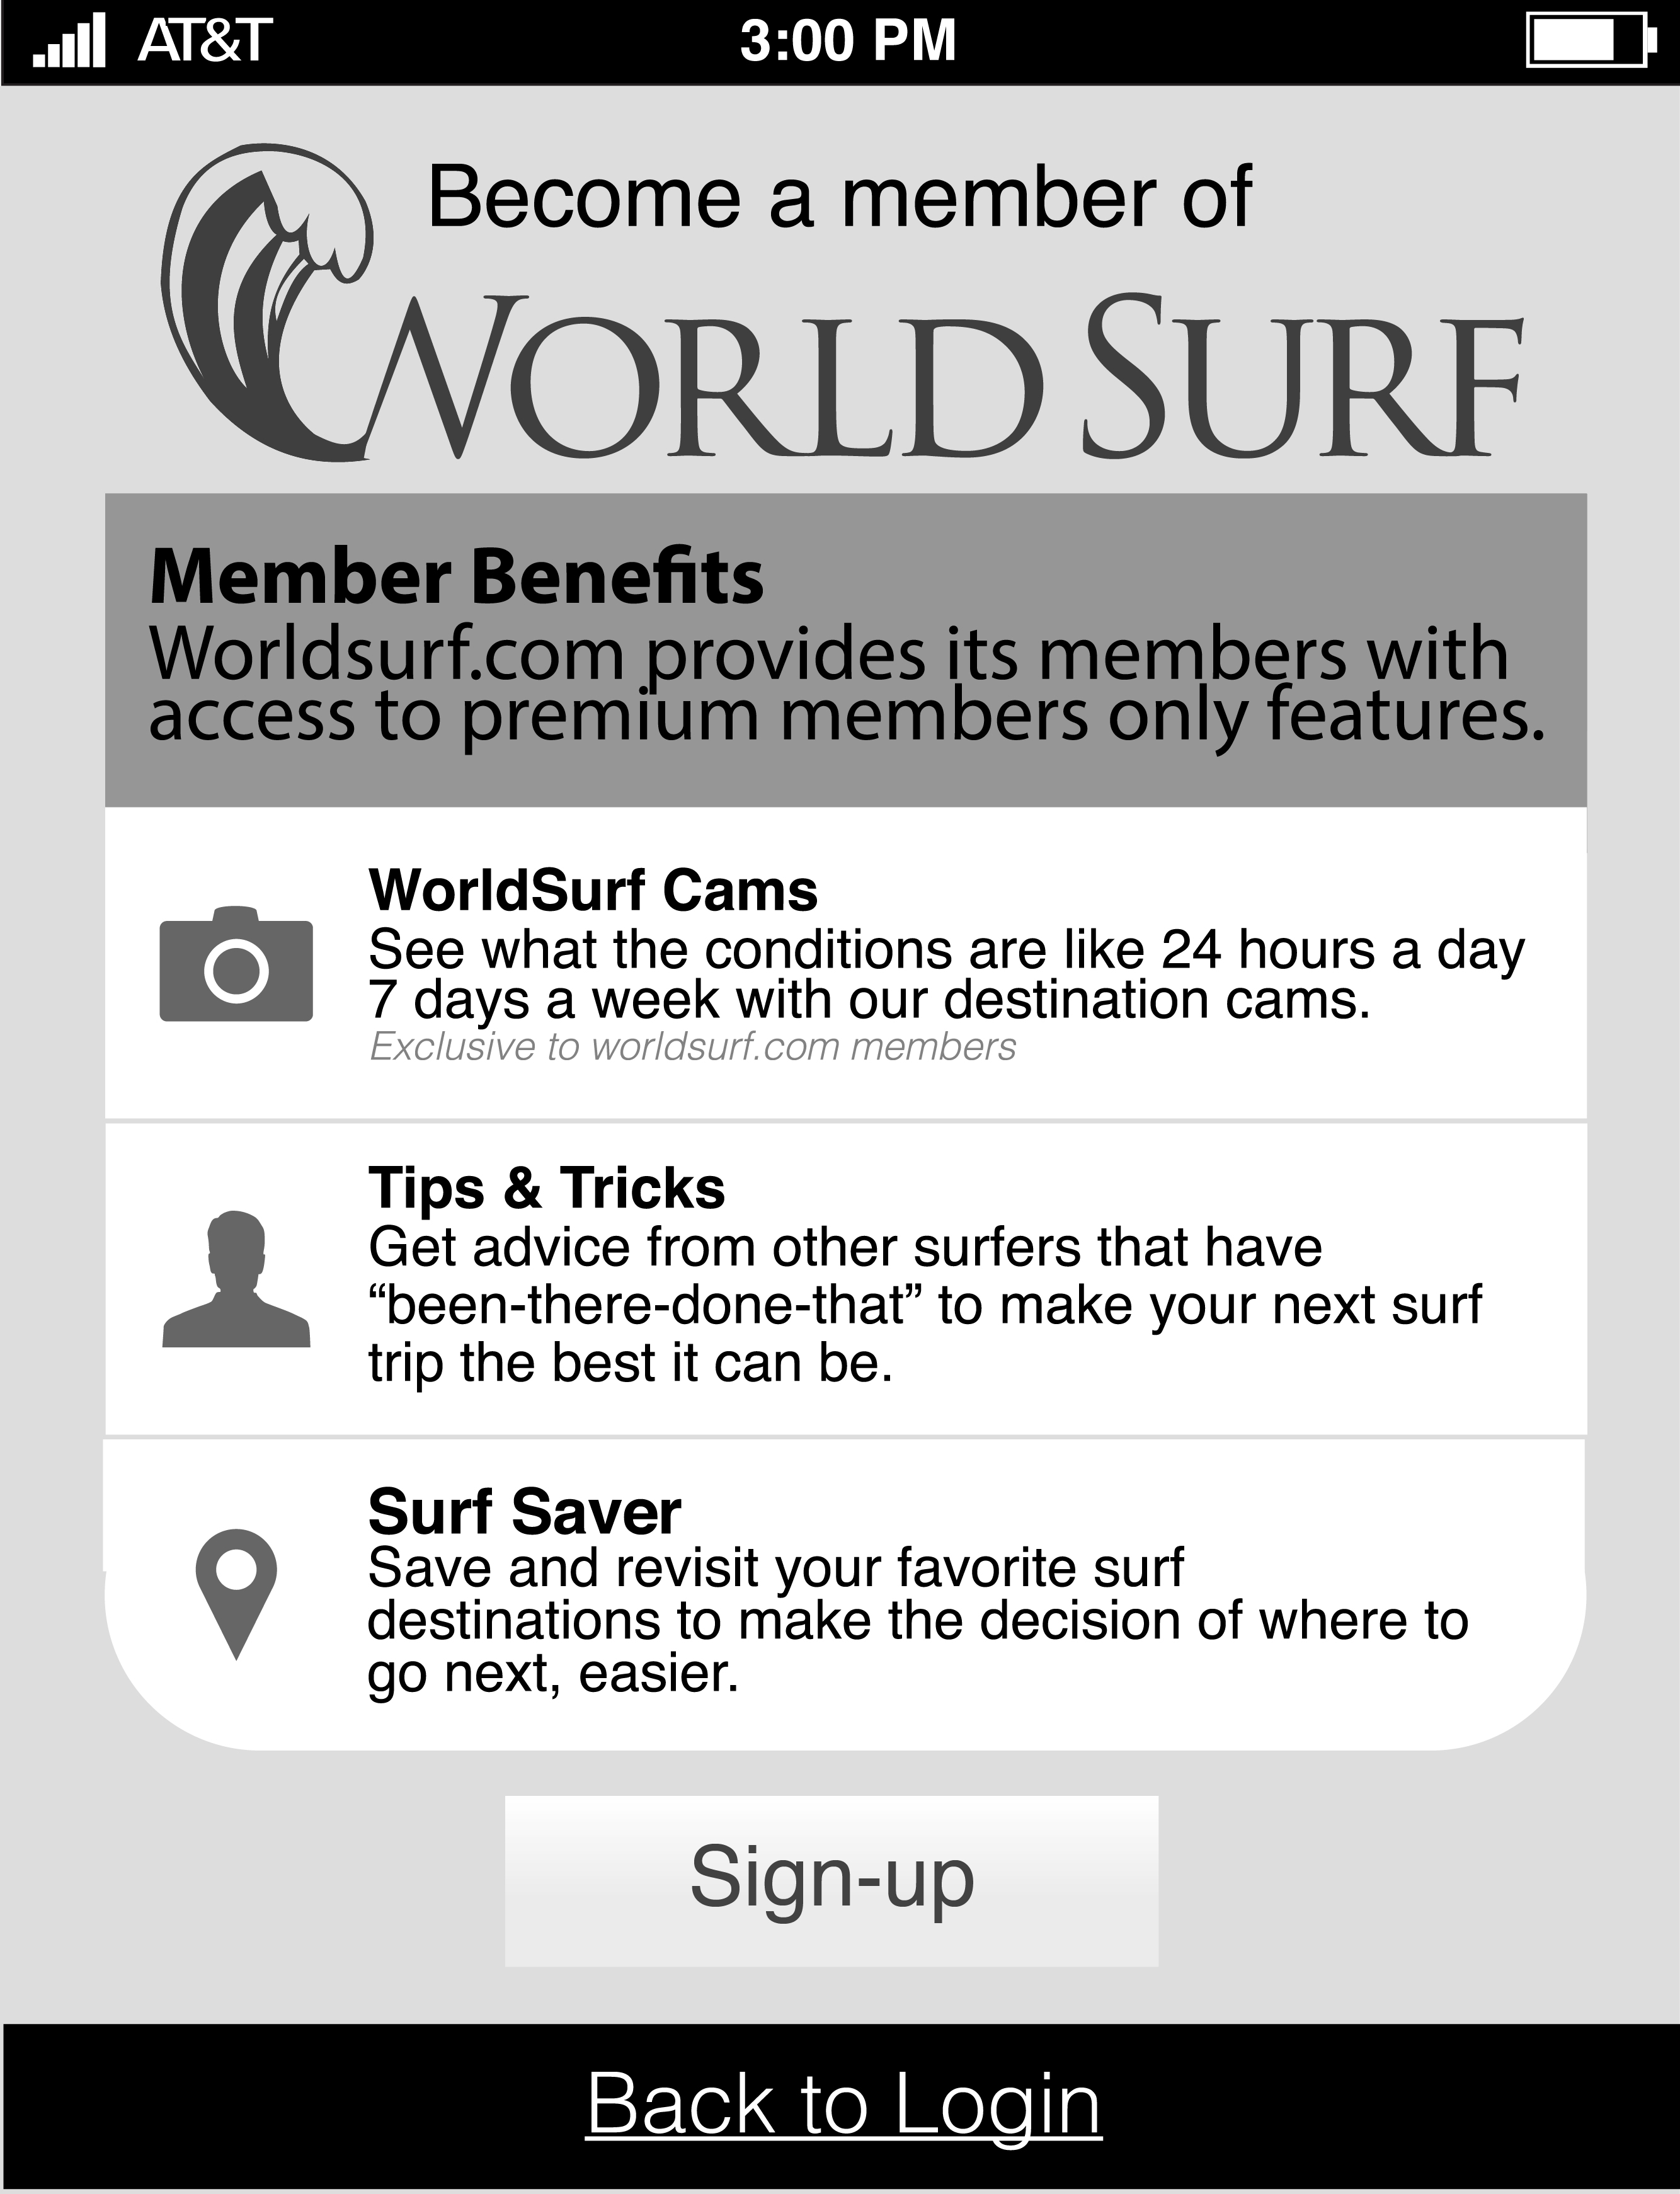 AT&T
3:00 PM
Become a member of
WORLD SURF
Member Benefits
Worldsurf.com provides its members with
access to premium members only features.
WorldSurf Cams
See what the conditions are like 24 hours a day
7 days a week with our destination cams.
Exclusive to worldsurf.com members
Tips & Tricks
Get advice from other surfers that have
“been-there-done-that” to make your next surf
trip the best it can be.
Surf Saver
Save and revisit your favorite surf
destinations to make the decision of where to
go next, easier.
Sign-up
Back to Login